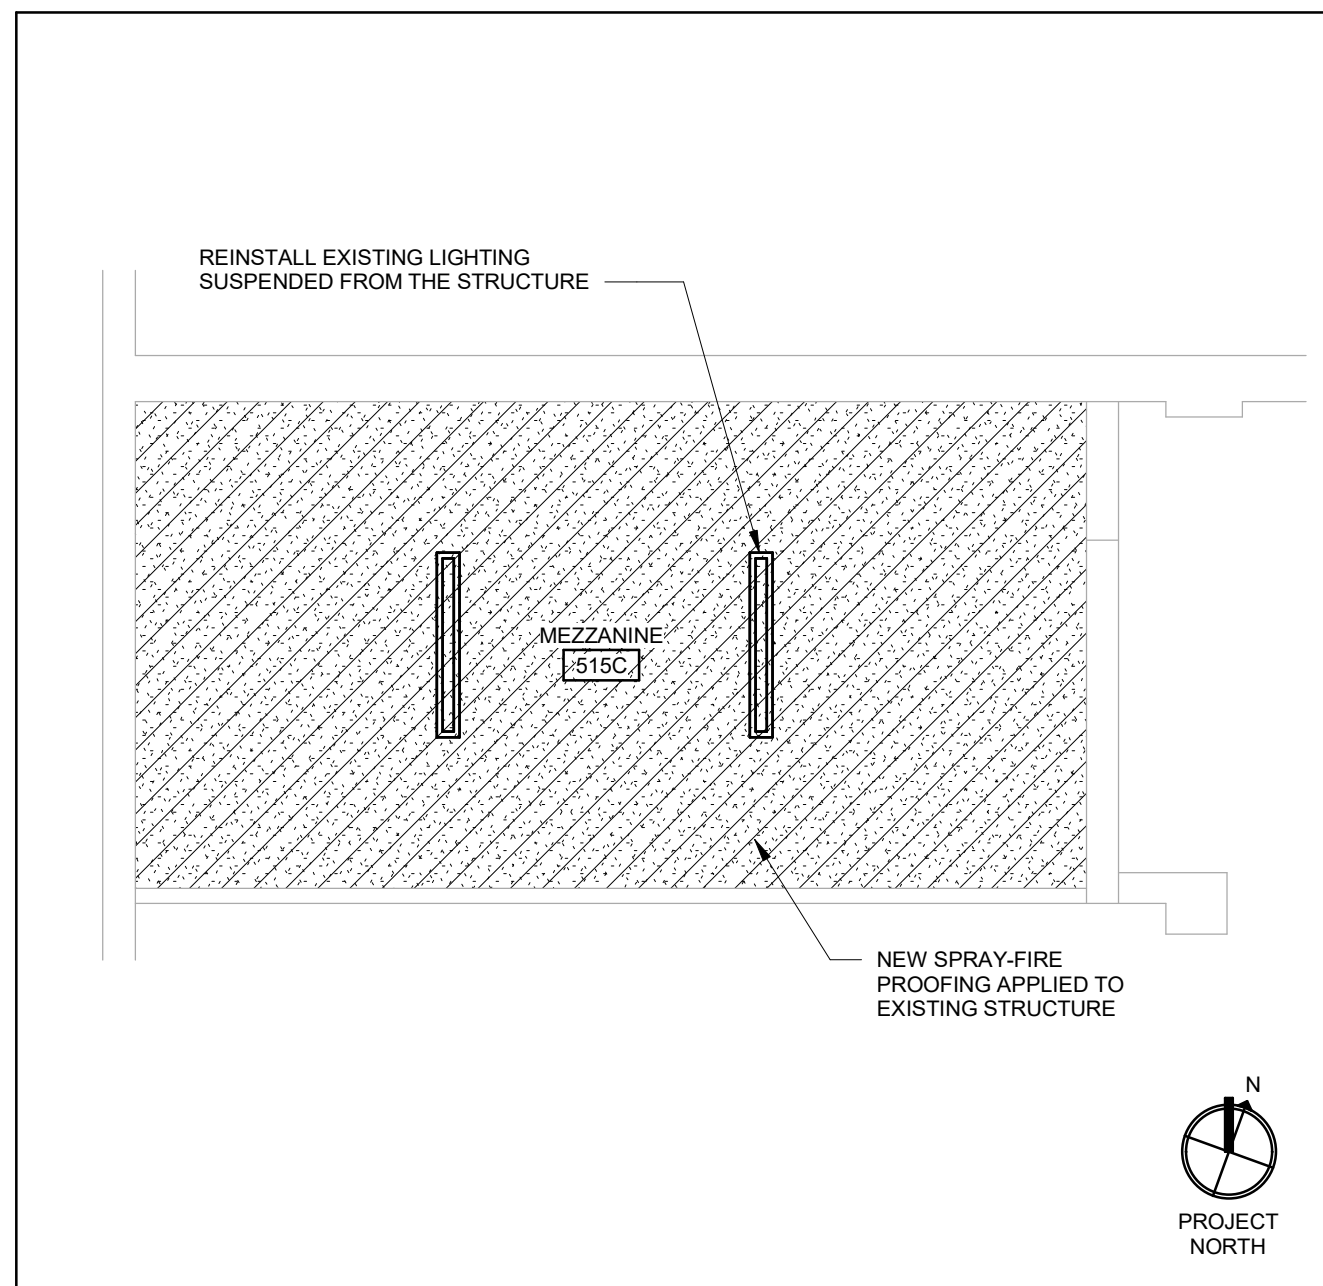 REINSTALL EXISTING LIGHTING
SUSPENDED FROM THE STRUCTURE
MEZZANINE
515C
NEW SPRAY-FIRE
PROOFING APPLIED TO
EXISTING STRUCTURE
N
PROJECT
NORTH